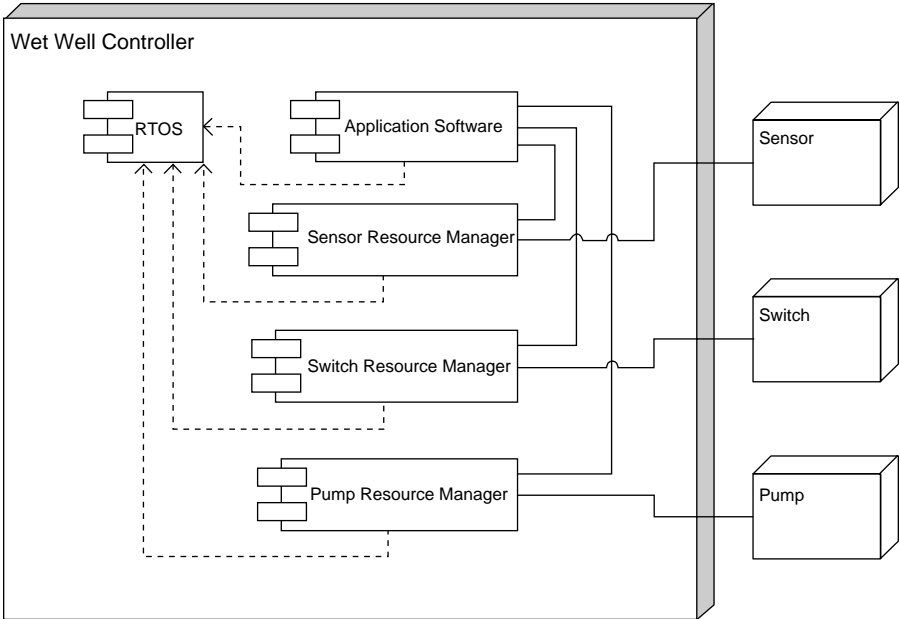 Wet Well Controller
RTOS
Application Software
Sensor
Sensor Resource Manager
Switch
Switch Resource Manager
Pump Resource Manager
Pump